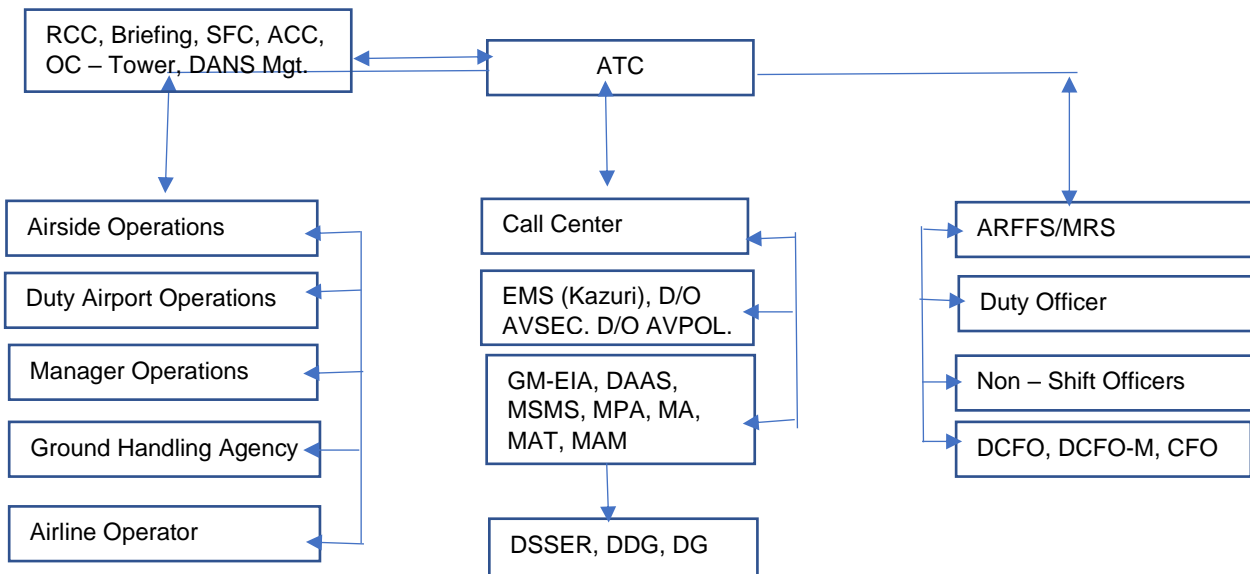 RCC, Briefing, SFC, ACC,
OC – Tower, DANS Mgt.
ATC
Airside Operations
Duty Airport Operations
Manager Operations
Ground Handling Agency
Airline Operator
Call Center
EMS (Kazuri), D/O
AVSEC. D/O AVPOL.
GM-EIA, DAAS,
MSMS, MPA, MA,
MAT, MAM
DSSER, DDG, DG
ARFFS/MRS
Duty Officer
Non – Shift Officers
DCFO, DCFO-M, CFO